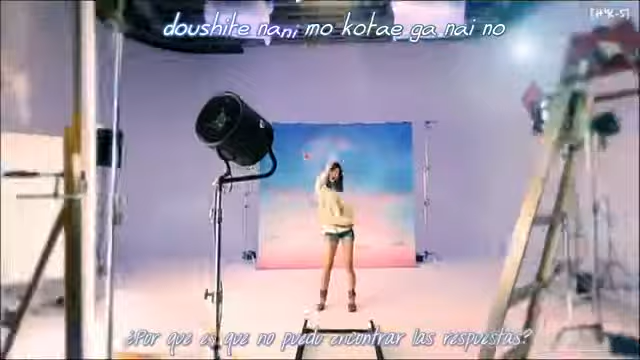 doushite nani mo kotae ga nai no
¿Por que es que no puedo encontrar las respuestas?